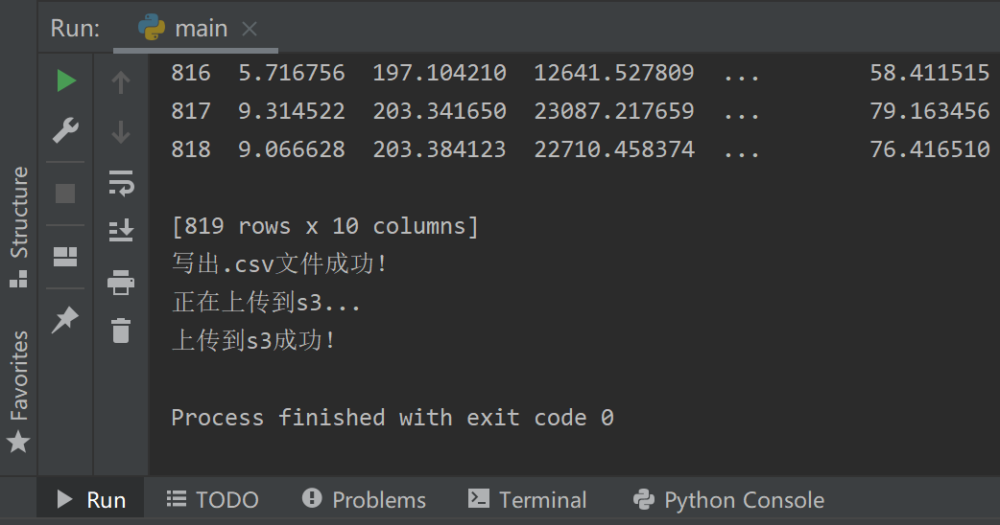 Run: main
816 5.716756 197.104210 12641.527809 ... 58.411515
817 9.314522 203.341650 23087.217659 ... 79.163456
818 9.066628 203.384123 22710.458374 ... 76.416510
[819 rows x 10 columns]
写出.csv文件成功!
正在上传到s3...
上传到s3成功!
Process finished with exit code 0
Structure
Favorites
Run TODO Problems Terminal Python Console